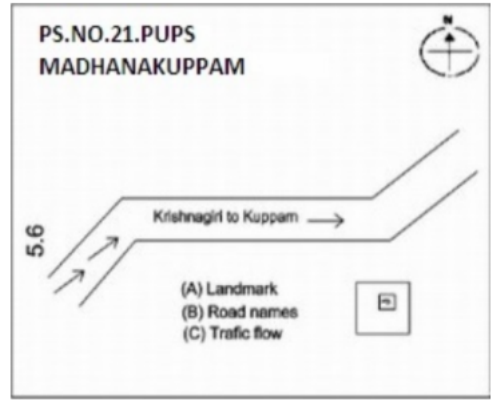 PS.NO.21.PUPS
MADHANAKUPPAM
N
5.6
Krishnagiri to Kuppam
(A) Landmark
(B) Road names
(C) Trafic flow